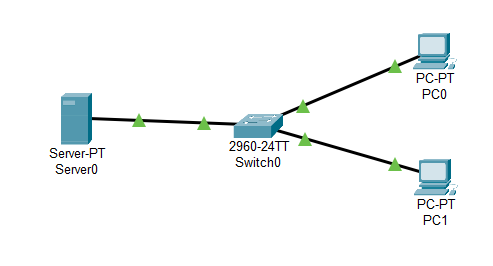 PC-PT
PC0
Server-PT
Server0
2960-24TT
Switch0
PC-PT
PC1